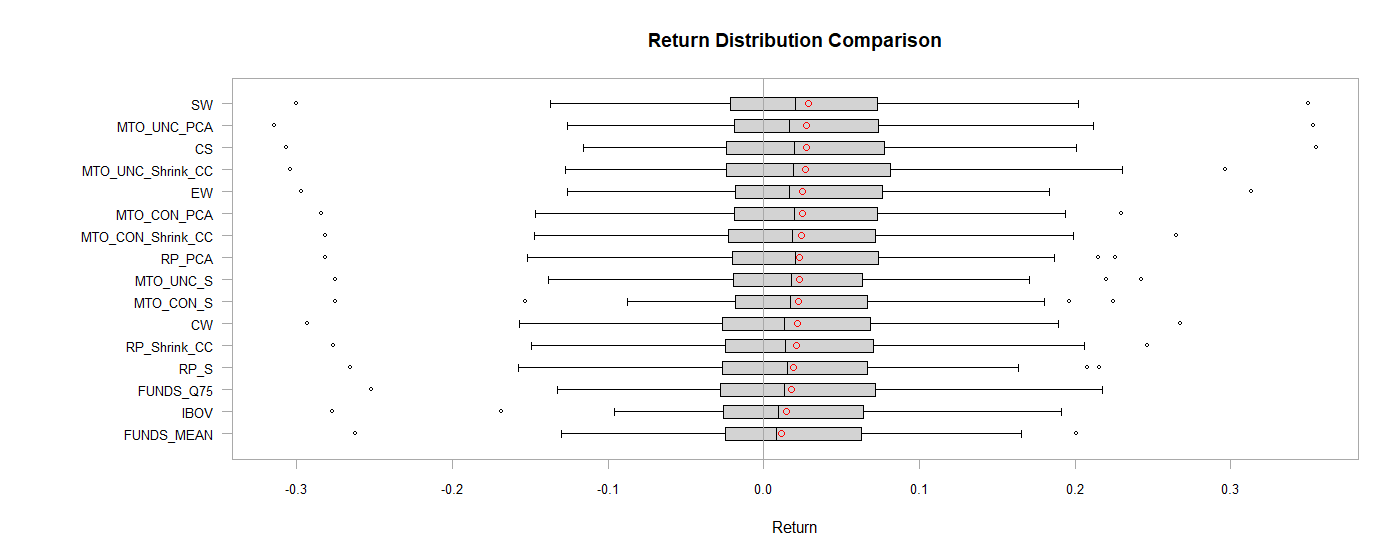 Return Distribution Comparison
SW
MTO_UNC_PCA
CS
MTO_UNC_Shrink_CC
EW
MTO_CON_PCA
MTO_CON_Shrink_CC
RP_PCA
MTO_UNC_S
MTO_CON_S
CW
RP_Shrink_CC
RP_S
FUNDS_Q75
IBOV
FUNDS_MEAN
-0.3 -0.2 -0.1 0.0 0.1 0.2 0.3
Return